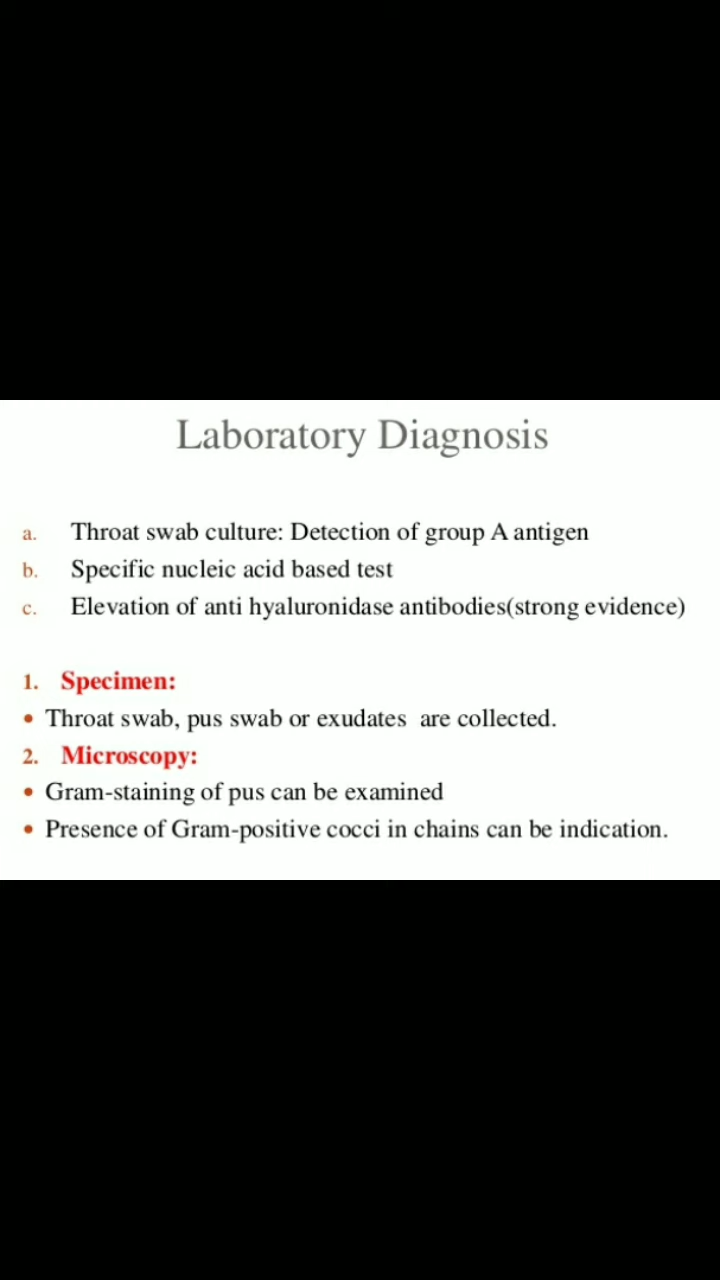 Laboratory Diagnosis
a. Throat swab culture: Detection of group A antigen
b. Specific nucleic acid based test
c. Elevation of anti hyaluronidase antibodies(strong evidence)
1. Specimen:
• Throat swab, pus swab or exudates are collected.
2. Microscopy:
• Gram-staining of pus can be examined
• Presence of Gram-positive cocci in chains can be indication.